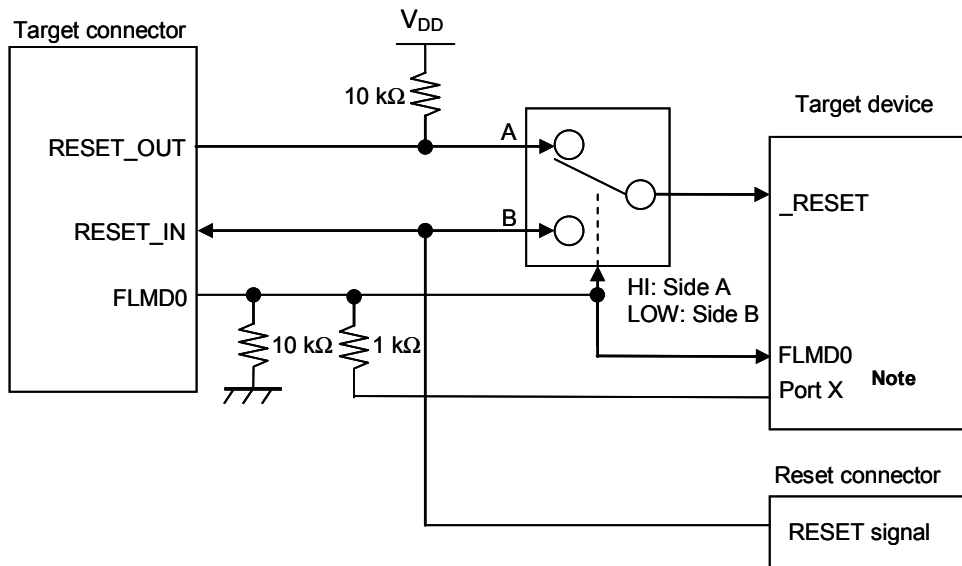 Target connector
V_DD
10 kΩ
Target device
RESET_OUT
A
_RESET
RESET_IN
B
FLMD0
HI: Side A
LOW: Side B
10 kΩ
1 kΩ
FLMD0
Port X
Note
Reset connector
RESET signal